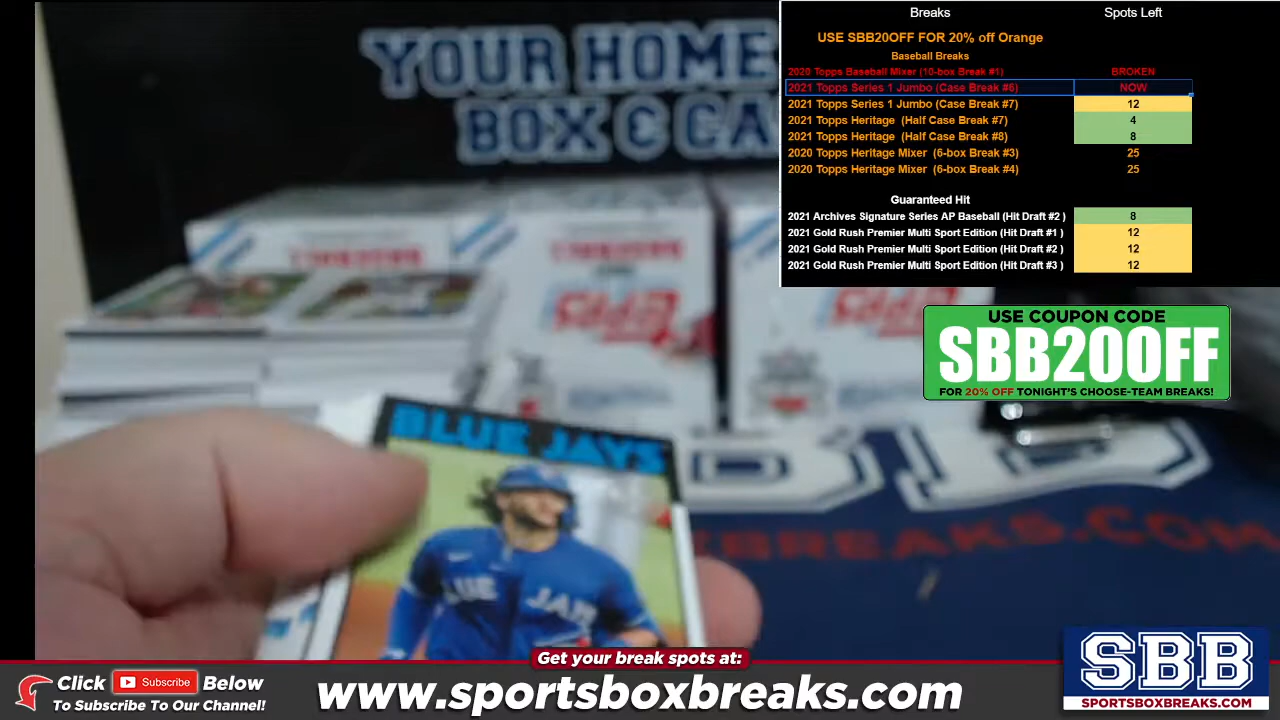 Breaks Spots Left
USE SBB20OFF FOR 20% off Orange
Baseball Breaks
2020 Topps Baseball Mixer (10-box Break #1) BROKEN
2021 Topps Series 1 Jumbo (Case Break #6) NOW
2021 Topps Series 1 Jumbo (Case Break #7) 12
2021 Topps Heritage (Half Case Break #7) 4
2021 Topps Heritage (Half Case Break #8) 8
2020 Topps Heritage Mixer (6-box Break #3) 25
2020 Topps Heritage Mixer (6-box Break #4) 25
Guaranteed Hit
2021 Archives Signature Series AP Baseball (Hit Draft #2 ) 8
2021 Gold Rush Premier Multi Sport Edition (Hit Draft #1 ) 12
2021 Gold Rush Premier Multi Sport Edition (Hit Draft #2 ) 12
2021 Gold Rush Premier Multi Sport Edition (Hit Draft #3 ) 12
YOUR HOME
BOX & CA
USE COUPON CODE
SBB20OFF
FOR 20% OFF TONIGHT'S CHOOSE-TEAM BREAKS!
BLUE JAYS
BLUE JAYS
Get your break spots at:
Click Subscribe Below
To Subscribe To Our Channel!
www.sportsboxbreaks.com
SBB
SPORTSBOXBREAKS.COM